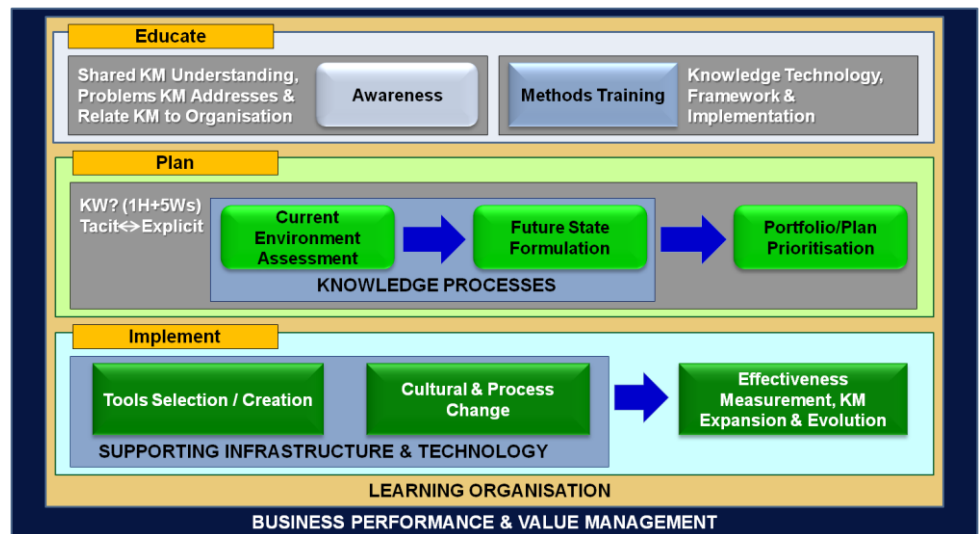 Educate
Shared KM Understanding,
Problems KM Addresses &
Relate KM to Organisation
Awareness
Methods Training
Knowledge Technology,
Framework &
Implementation
Plan
KW? (1H+5Ws)
Tacit⇔Explicit
Current
Environment
Assessment
Future State
Formulation
Portfolio/Plan
Prioritisation
KNOWLEDGE PROCESSES
Implement
Tools Selection / Creation
Cultural & Process
Change
Effectiveness
Measurement, KM
Expansion & Evolution
SUPPORTING INFRASTRUCTURE & TECHNOLOGY
LEARNING ORGANISATION
BUSINESS PERFORMANCE & VALUE MANAGEMENT